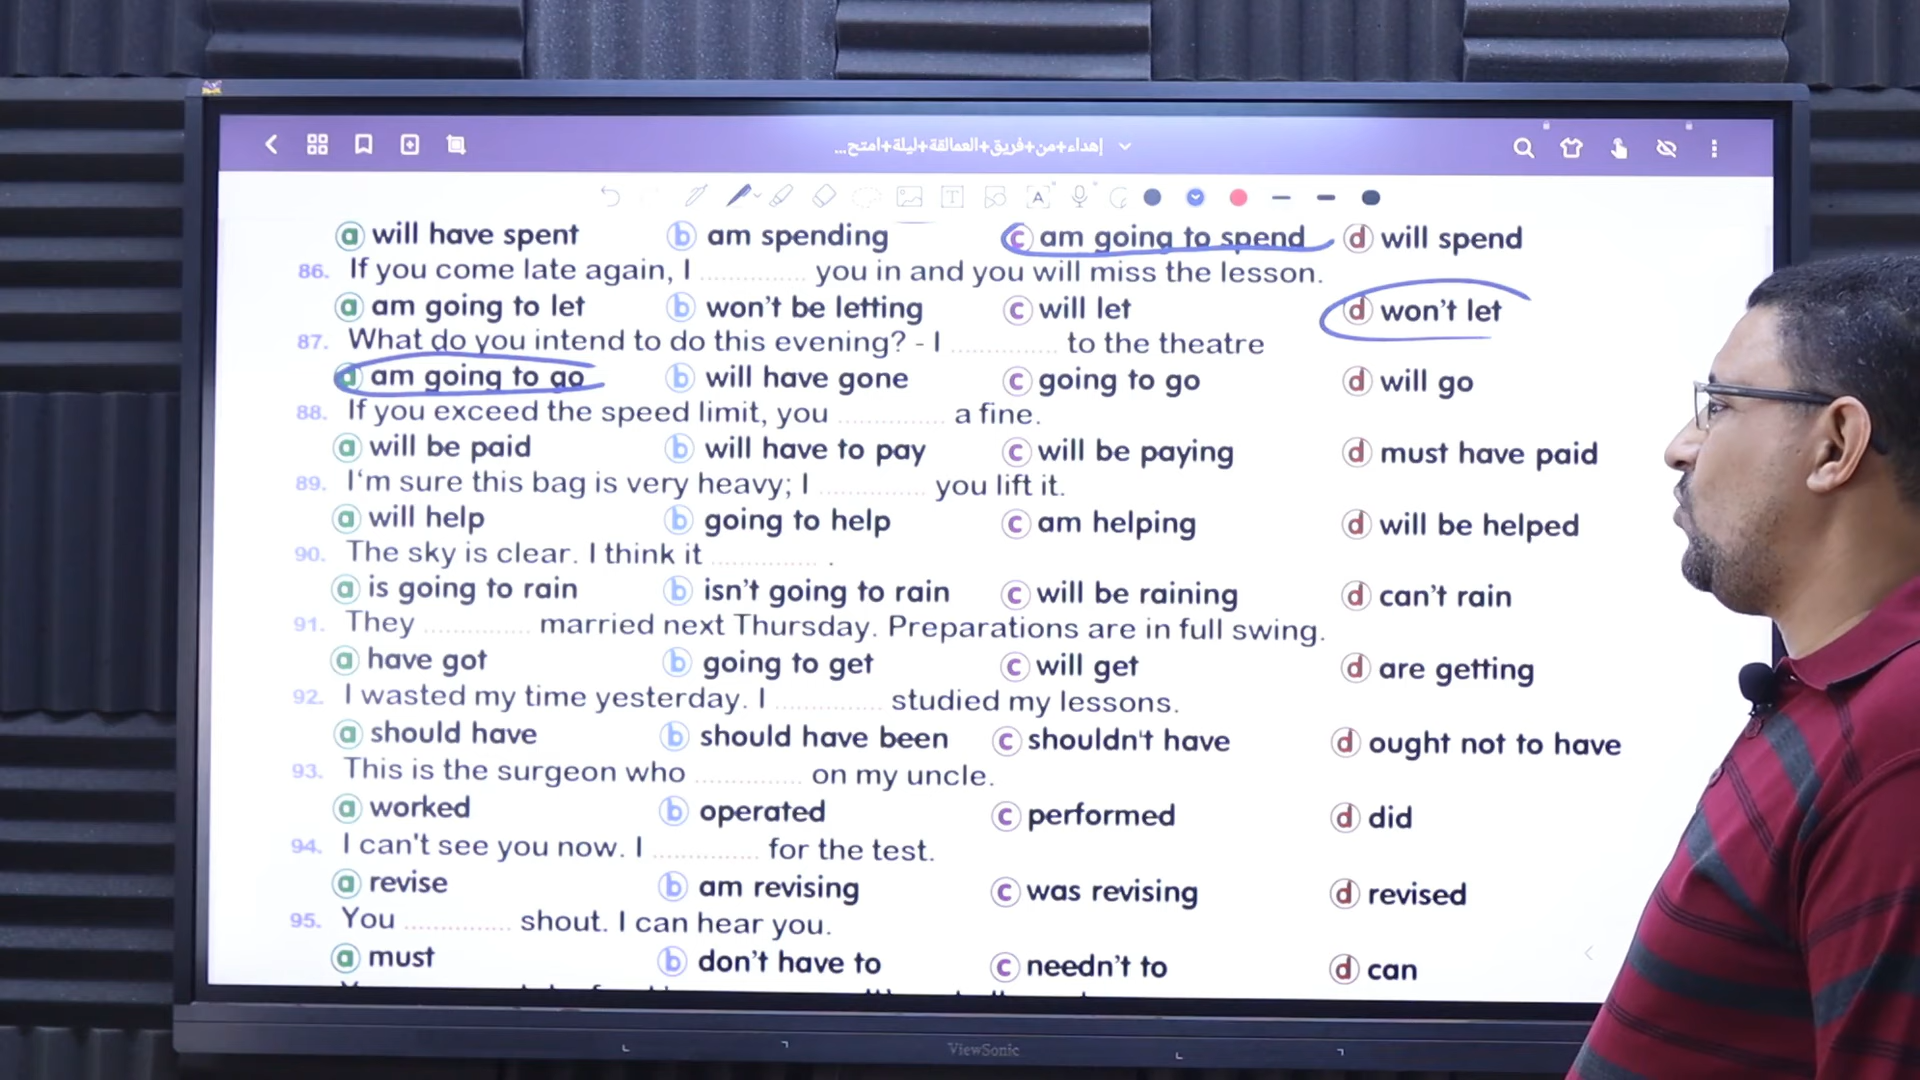 إهداء+من+فريق+العمالقة+ليلة+امتح...
a will have spent b am spending c am going to spend d will spend
86. If you come late again, I ............ you in and you will miss the lesson.
a am going to let b won't be letting c will let d won't let
87. What do you intend to do this evening? - I ............ to the theatre
a am going to go b will have gone c going to go d will go
88. If you exceed the speed limit, you ............ a fine.
a will be paid b will have to pay c will be paying d must have paid
89. I'm sure this bag is very heavy; I ............ you lift it.
a will help b going to help c am helping d will be helped
90. The sky is clear. I think it ............ .
a is going to rain b isn't going to rain c will be raining d can't rain
91. They ............ married next Thursday. Preparations are in full swing.
a have got b going to get c will get d are getting
92. I wasted my time yesterday. I ............ studied my lessons.
a should have b should have been c shouldn't have d ought not to have
93. This is the surgeon who ............ on my uncle.
a worked b operated c performed d did
94. I can't see you now. I ............ for the test.
a revise b am revising c was revising d revised
95. You ............ shout. I can hear you.
a must b don't have to c needn't to d can
ViewSonic